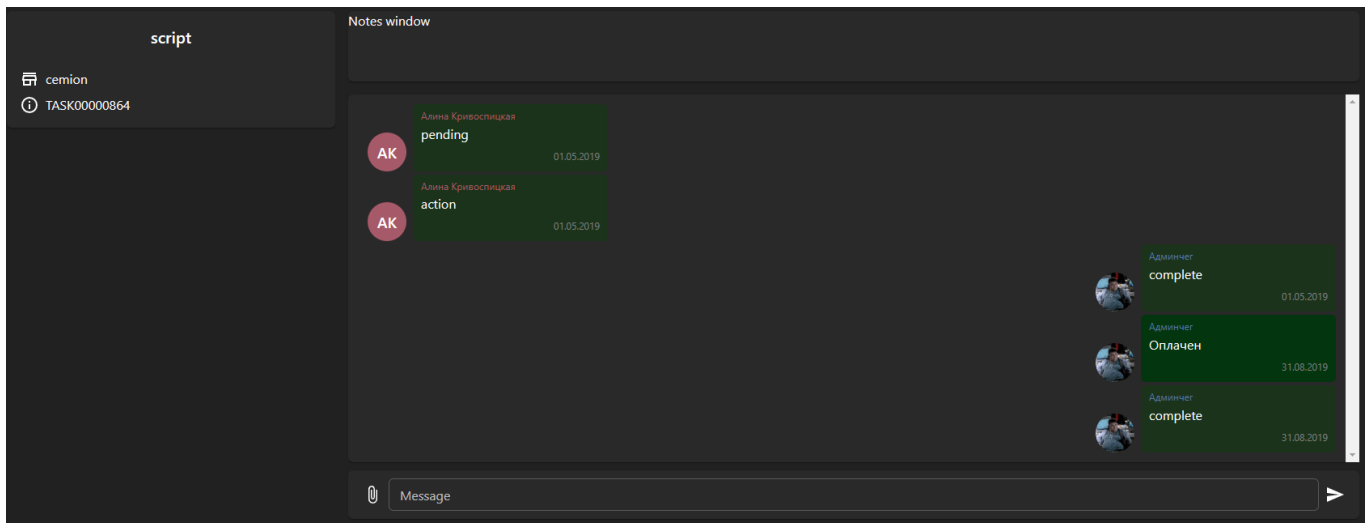 script
cemion
TASK00000864
Notes window
Алина Кривоспицкая
pending
AK
01.05.2019
Алина Кривоспицкая
action
AK
01.05.2019
Админчег
complete
01.05.2019
Админчег
Оплачен
31.08.2019
Админчег
complete
31.08.2019
Message